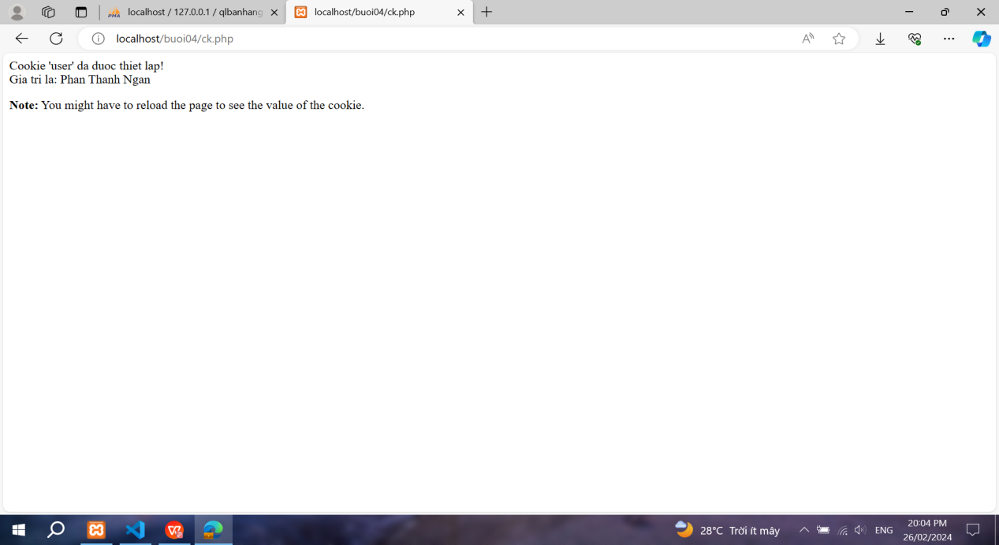 localhost / 127.0.0.1 / qlbanhang
localhost/buoi04/ck.php
localhost/buoi04/ck.php
Cookie 'user' da duoc thiet lap!
Gia tri la: Phan Thanh Ngan
Note: You might have to reload the page to see the value of the cookie.
28°C Trời ít mây
ENG
20:04 PM
26/02/2024